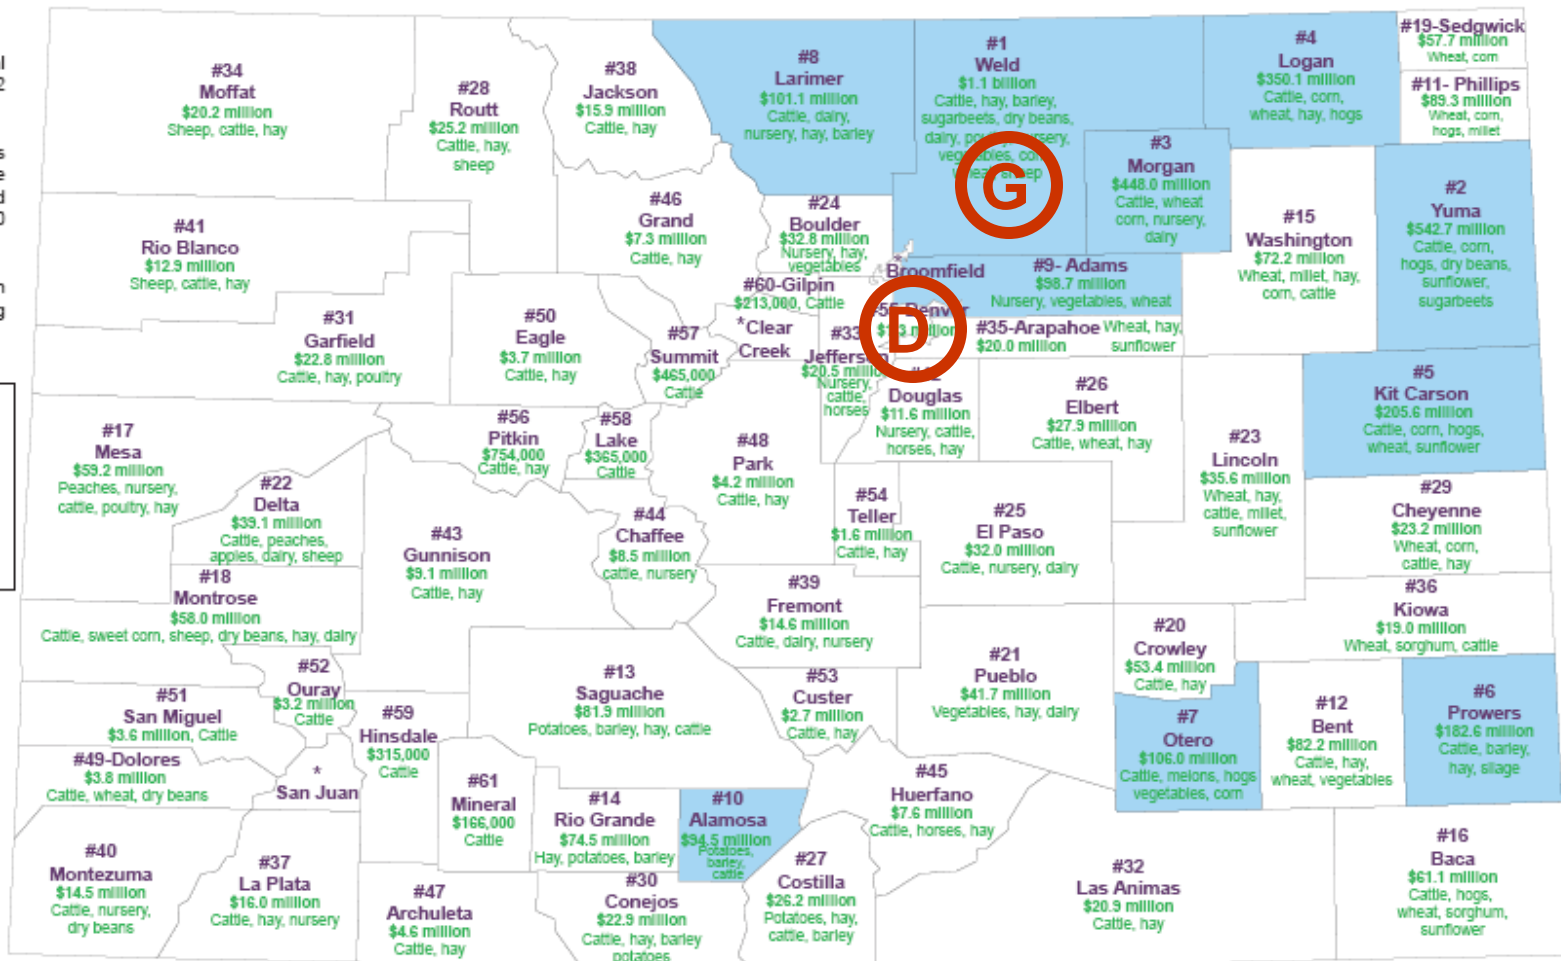 #34
Moffat
$20.2 million
Sheep, cattle, hay
#28
Routt
$25.2 million
Cattle, hay,
sheep
#38
Jackson
$15.9 million
Cattle, hay
#8
Larimer
$101.1 million
Cattle, dairy,
nursery, hay, barley
#1
Weld
$1.1 billion
Cattle, hay, barley,
sugarbeets, dry beans,
G
#3
Morgan
$448.0 million
Cattle, wheat
corn, nursery,
dairy
#4
Logan
$350.1 million
Cattle, corn,
wheat, hay, hogs
#19-Sedgwick
$57.7 million
Wheat, corn
#11- Phillips
$89.3 million
Wheat, corn,
hogs, millet
#2
Yuma
$542.7 million
Cattle, corn,
hogs, dry beans,
sunflower,
sugarbeets
#15
Washington
$72.2 million
Wheat, millet, hay,
corn, cattle
#41
Rio Blanco
$12.9 million
Sheep, cattle, hay
#46
Grand
$7.3 million
Cattle, hay
#24
Boulder
$32.8 million
Nursery, hay,
vegetables
*
Broomfield
#9- Adams
$98.7 million
Nursery, vegetables, wheat
#60-Gilpin
$213,000, Cattle
*Clear
Creek
D
#35-Arapahoe
$20.0 million
Wheat, hay,
sunflower
#31
Garfield
$22.8 million
Cattle, hay, poultry
#50
Eagle
$3.7 million
Cattle, hay
#57
Summit
$465,000
Cattle
#33
Jefferson
$20.5 million
Nursery,
cattle,
horses
Douglas
$11.6 million
Nursery, cattle,
horses, hay
#26
Elbert
$27.9 million
Cattle, wheat, hay
#5
Kit Carson
$205.6 million
Cattle, corn, hogs,
wheat, sunflower
#17
Mesa
$59.2 million
Peaches, nursery,
cattle, poultry, hay
#56
Pitkin
$754,000
Cattle, hay
#58
Lake
$365,000
Cattle
#48
Park
$4.2 million
Cattle, hay
#23
Lincoln
$35.6 million
Wheat, hay,
cattle, millet,
sunflower
#22
Delta
$39.1 million
Cattle, peaches,
apples, dairy, sheep
#43
Gunnison
$9.1 million
Cattle, hay
#44
Chaffee
$8.5 million
cattle, nursery
#54
Teller
$1.6 million
Cattle, hay
#25
El Paso
$32.0 million
Cattle, nursery, dairy
#29
Cheyenne
$23.2 million
Wheat, corn,
cattle, hay
#18
Montrose
$58.0 million
Cattle, sweet corn, sheep, dry beans, hay, dairy
#39
Fremont
$14.6 million
Cattle, dairy, nursery
#36
Kiowa
$19.0 million
Wheat, sorghum, cattle
#20
Crowley
$53.4 million
Cattle, hay
#52
Ouray
$3.2 million
Cattle
#13
Saguache
$81.9 million
Potatoes, barley, hay, cattle
#53
Custer
$2.7 million
Cattle, hay
#21
Pueblo
$41.7 million
Vegetables, hay, dairy
#51
San Miguel
$3.6 million, Cattle
#59
Hinsdale
$315,000
Cattle
#7
Otero
$106.0 million
Cattle, melons, hogs
vegetables, corn
#12
Bent
$82.2 million
Cattle, hay,
wheat, vegetables
#6
Prowers
$182.6 million
Cattle, barley,
hay, silage
#49-Dolores
$3.8 million
Cattle, wheat, dry beans
*
San Juan
#61
Mineral
$166,000
Cattle
#14
Rio Grande
$74.5 million
Hay, potatoes, barley
#10
Alamosa
$94.5 million
Potatoes,
barley,
cattle
#45
Huerfano
$7.6 million
Cattle, horses, hay
#40
Montezuma
$14.5 million
Cattle, nursery,
dry beans
#37
La Plata
$16.0 million
Cattle, hay, nursery
#47
Archuleta
$4.6 million
Cattle, hay
#30
Conejos
$22.9 million
Cattle, hay, barley
potatoes
#27
Costilla
$26.2 million
Potatoes, hay,
cattle, barley
#32
Las Animas
$20.9 million
Cattle, hay
#16
Baca
$61.1 million
Cattle, hogs,
wheat, sorghum,
sunflower